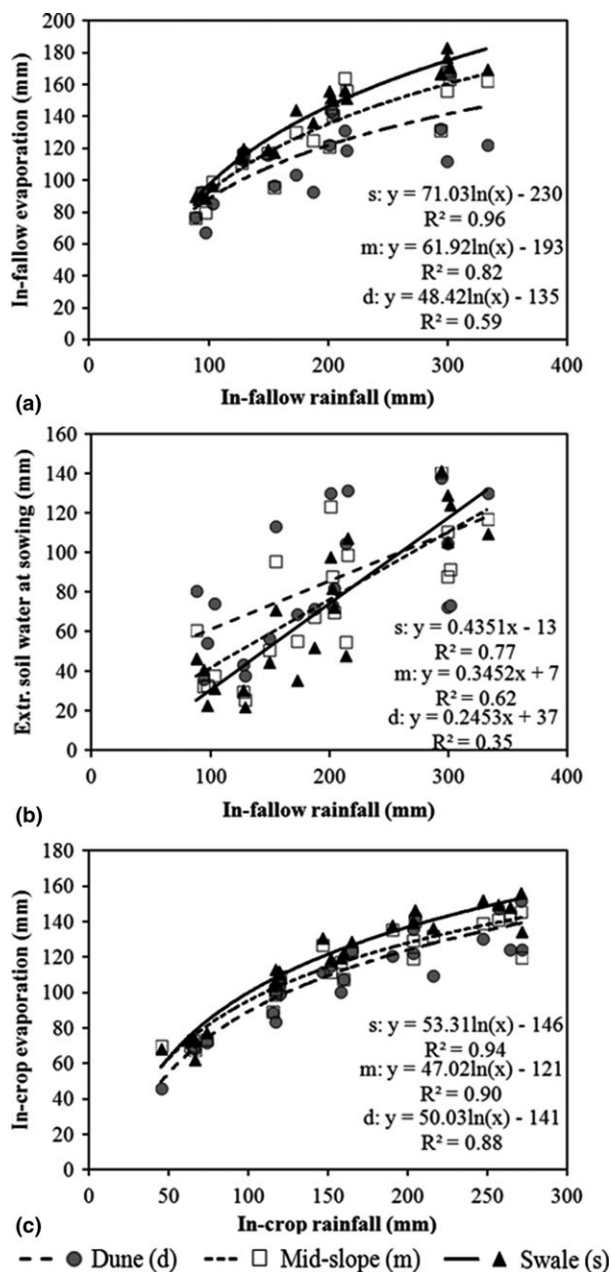 200
180
160
140
120
100
80
60
40
20
0
In-fallow evaporation (mm)
s: y = 71.03ln(x) - 230
R² = 0.96
m: y = 61.92ln(x) - 193
R² = 0.82
d: y = 48.42ln(x) - 135
R² = 0.59
0 100 200 300 400
(a) In-fallow rainfall (mm)
160
140
120
100
80
60
40
20
0
Extr. soil water at sowing (mm)
s: y = 0.4351x - 13
R² = 0.77
m: y = 0.3452x + 7
R² = 0.62
d: y = 0.2453x + 37
R² = 0.35
0 100 200 300 400
(b) In-fallow rainfall (mm)
180
160
140
120
100
80
60
40
20
0
In-crop evaporation (mm)
s: y = 53.31ln(x) - 146
R² = 0.94
m: y = 47.02ln(x) - 121
R² = 0.90
d: y = 50.03ln(x) - 141
R² = 0.88
0 50 100 150 200 250 300
(c) In-crop rainfall (mm)
Dune (d) Mid-slope (m) Swale (s)